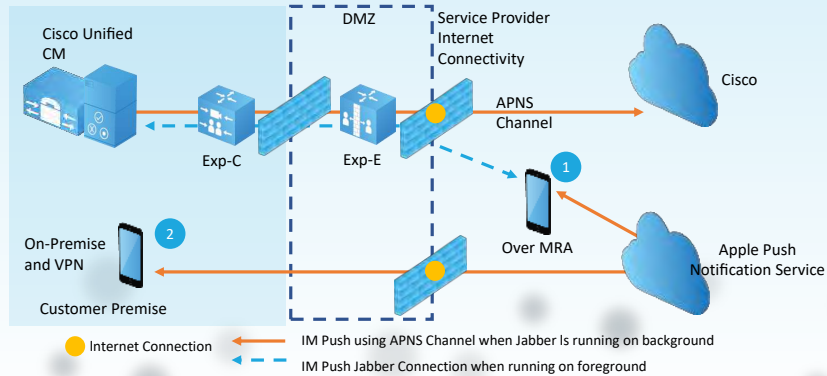 DMZ
Service Provider
Internet
Connectivity
Cisco Unified
CM
Cisco
APNS
Channel
Exp-C
Exp-E
1
2
On-Premise
and VPN
Over MRA
Apple Push
Notification Service
Customer Premise
Internet Connection
IM Push using APNS Channel when Jabber Is running on background
IM Push Jabber Connection when running on foreground